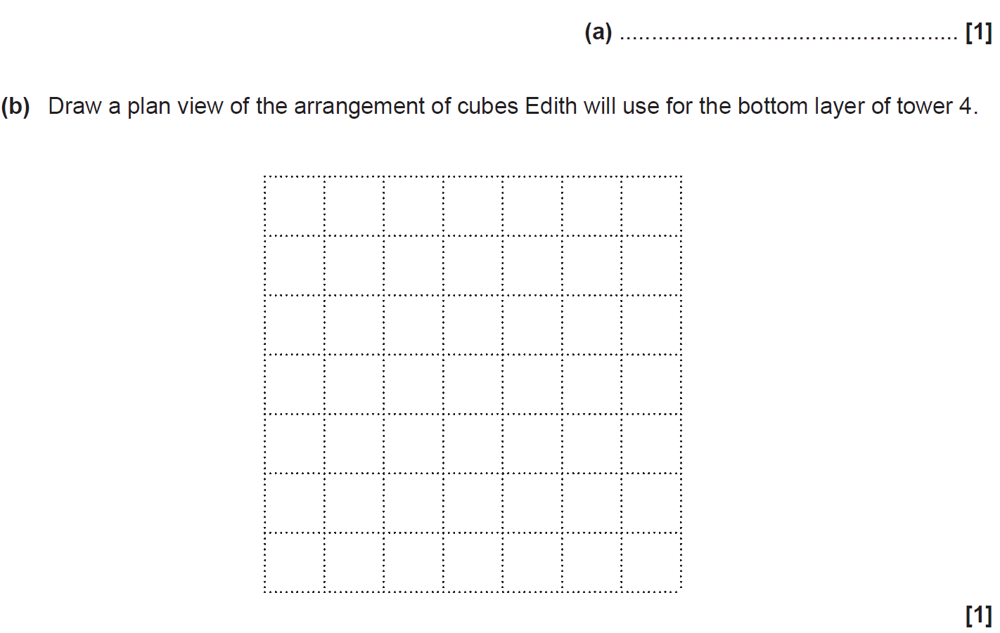 (a) ..................................................... [1]
(b) Draw a plan view of the arrangement of cubes Edith will use for the bottom layer of tower 4.
[1]